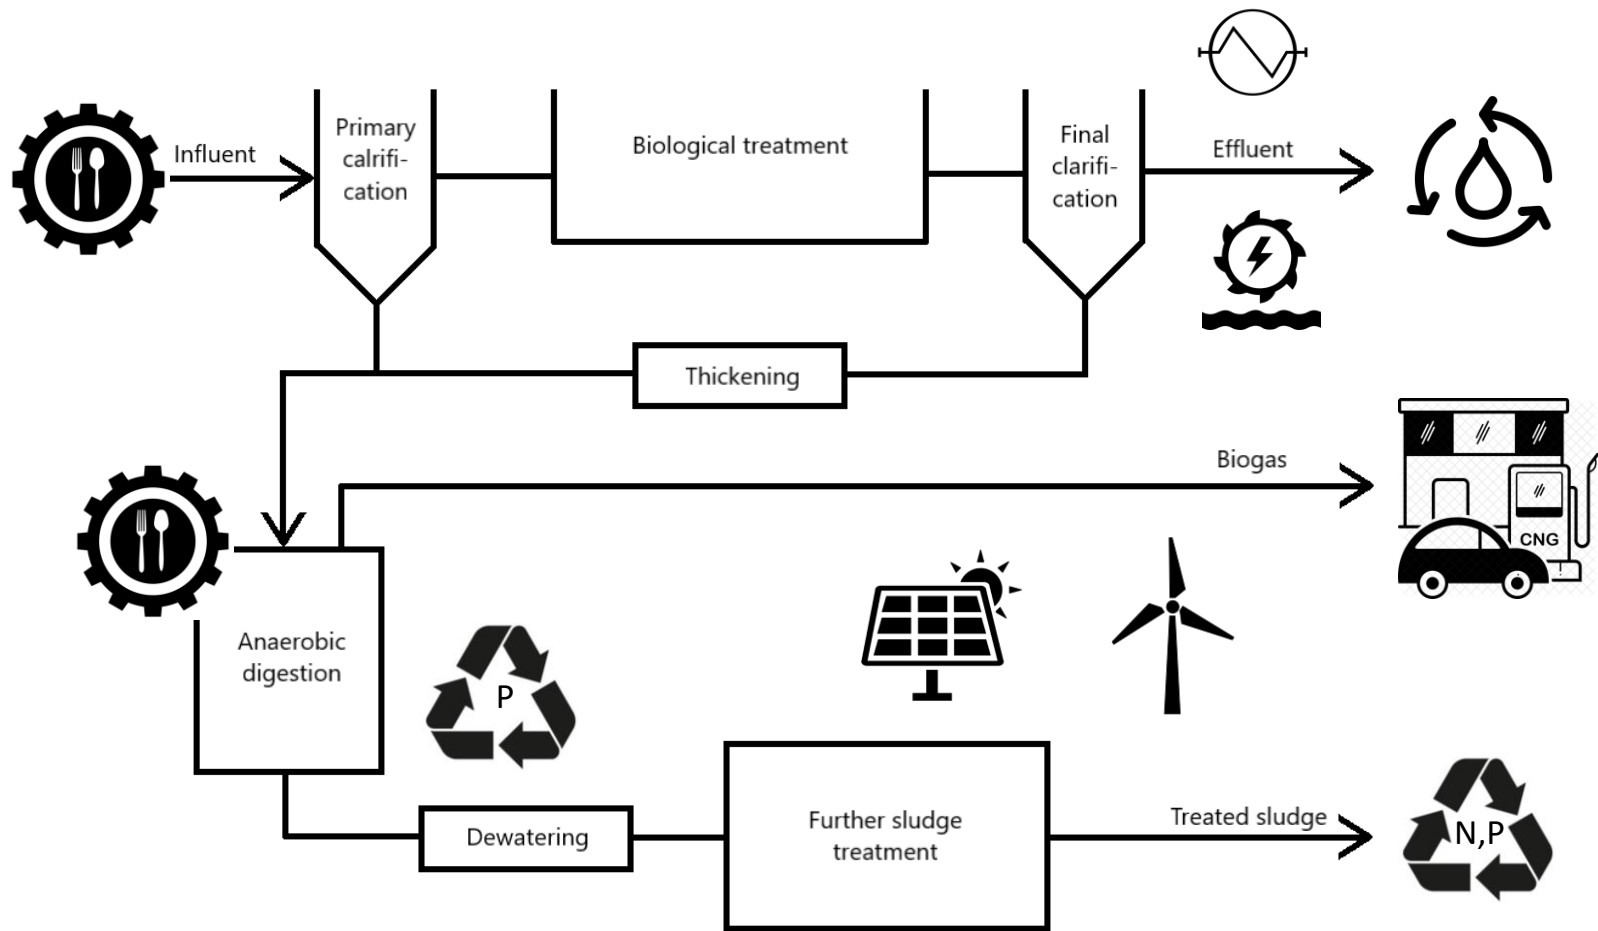 Influent
Primary
calrifi-
cation
Biological treatment
Final
clarifi-
cation
Effluent
Thickening
Biogas
CNG
Anaerobic
digestion
P
Dewatering
Further sludge
treatment
Treated sludge
N,P